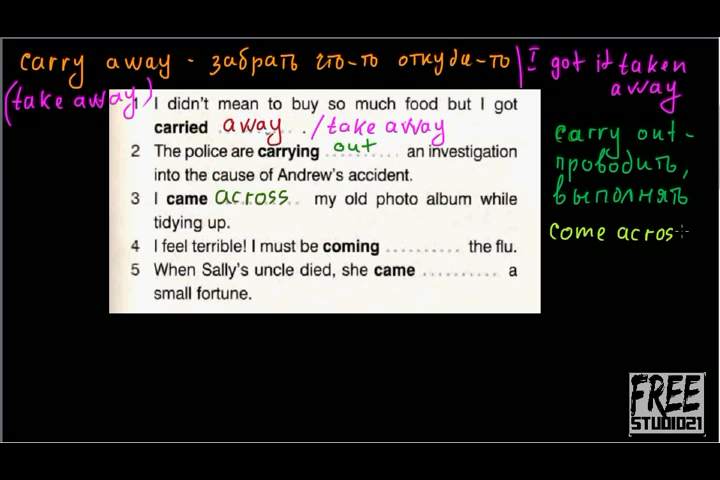 carry away - забрать что-то откуда-то | I got it taken away
(take away)
1 I didn't mean to buy so much food but I got
carried away . /take away
2 The police are carrying out an investigation
into the cause of Andrew's accident.
3 I came across my old photo album while
tidying up.
4 I feel terrible! I must be coming .......... the flu.
5 When Sally's uncle died, she came .......... a
small fortune.
carry out -
проводить,
выполнять
come acros
FREE
STUDIO21